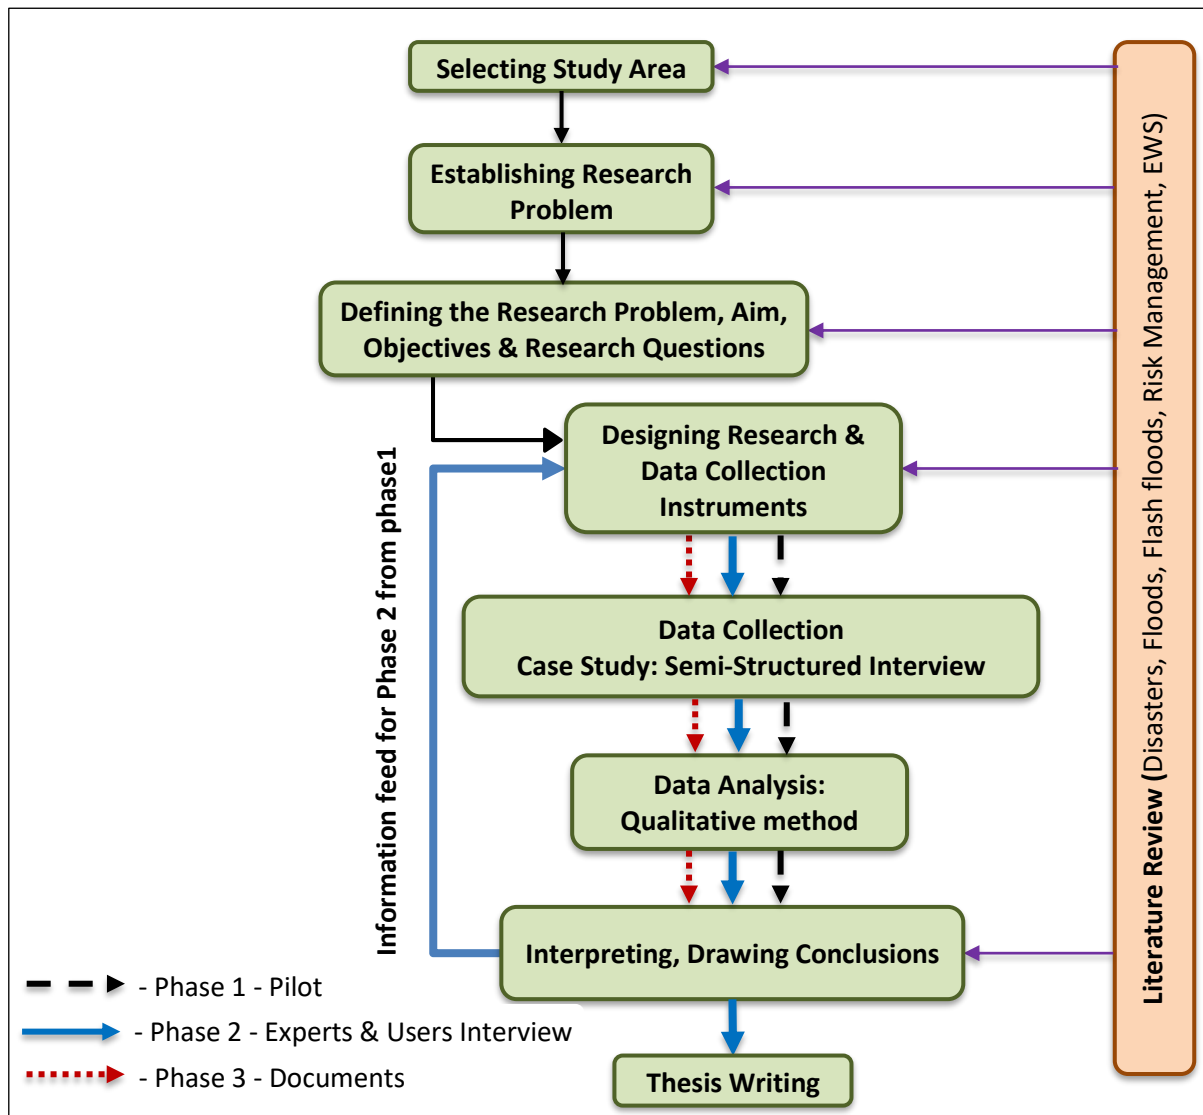 Selecting Study Area
Establishing Research
Problem
Defining the Research Problem, Aim,
Objectives & Research Questions
Designing Research &
Data Collection
Instruments
Data Collection
Case Study: Semi-Structured Interview
Data Analysis:
Qualitative method
Interpreting, Drawing Conclusions
Thesis Writing
Information feed for Phase 2 from phase1
Literature Review (Disasters, Floods, Flash floods, Risk Management, EWS)
- Phase 1 - Pilot
- Phase 2 - Experts & Users Interview
- Phase 3 - Documents